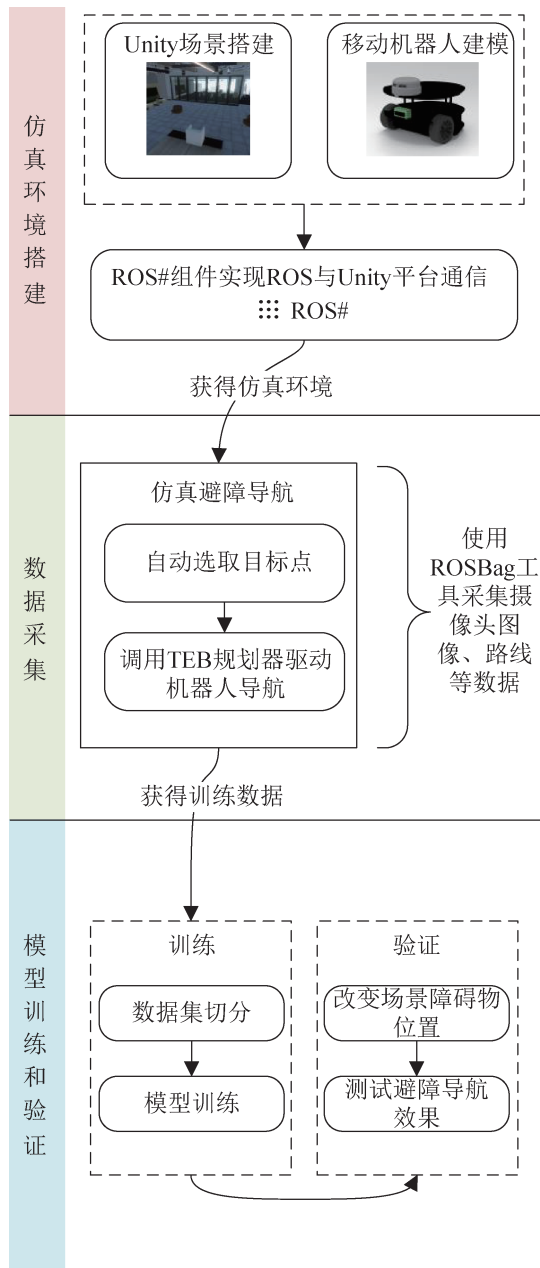 仿真环境搭建
Unity场景搭建
移动机器人建模
ROS#组件实现ROS与Unity平台通信
ROS#
获得仿真环境
数据采集
仿真避障导航
自动选取目标点
调用TEB规划器驱动
机器人导航
使用
ROSBag工
具采集摄
像头图
像、路线
等数据
获得训练数据
模型训练和验证
训练
数据集切分
模型训练
验证
改变场景障碍物
位置
测试避障导航
效果